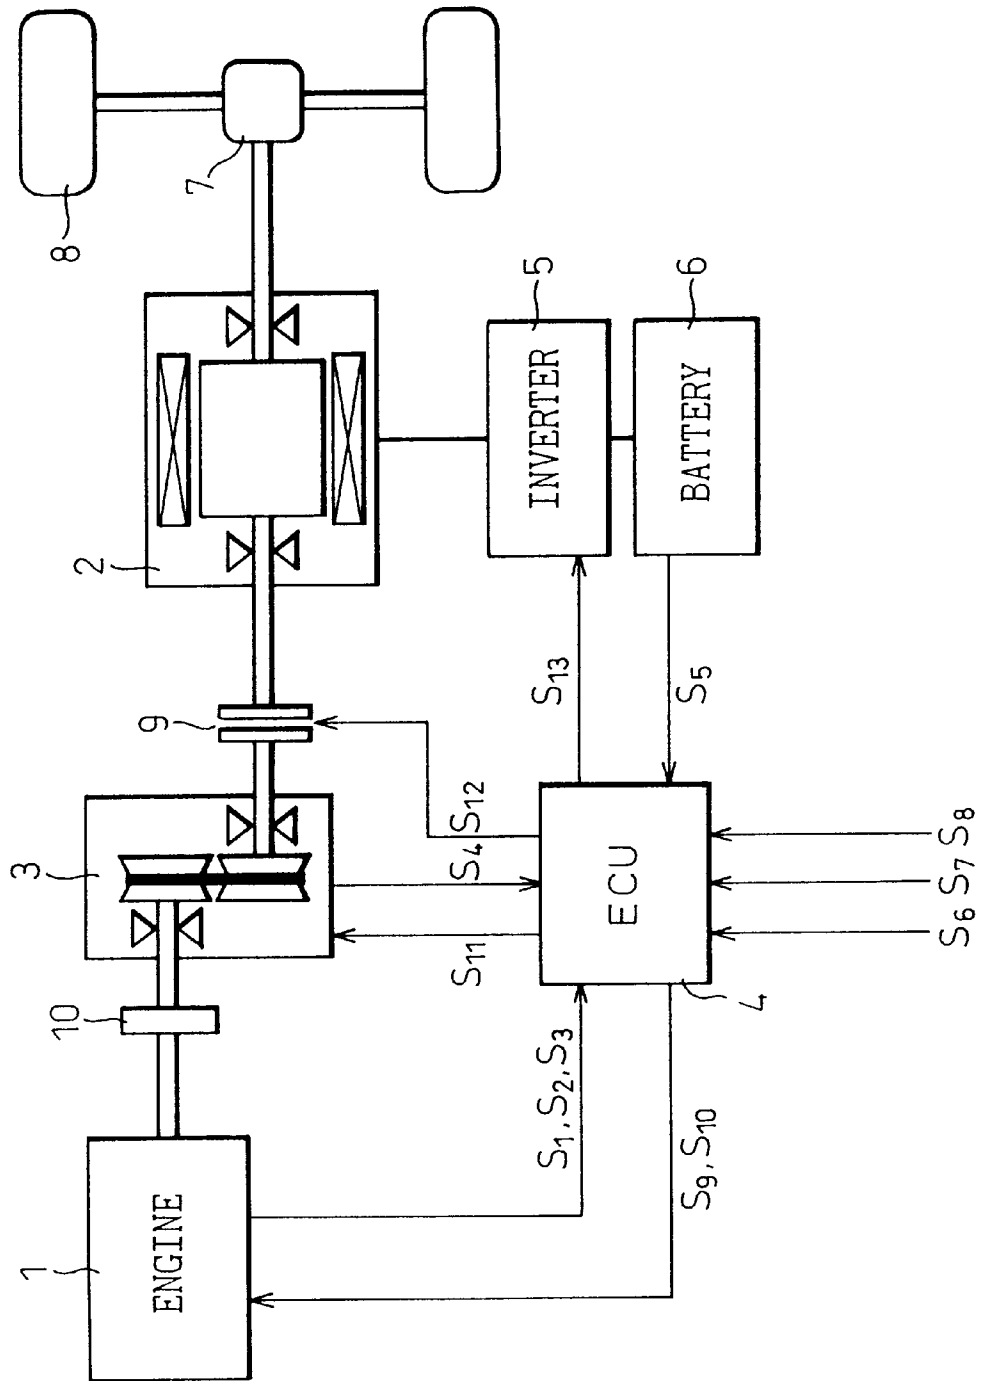 8
7
2
5
INVERTER
6
BATTERY
9
S13
S5
3
S4
S12
S11
ECU
4
S8
S7
S6
10
1
ENGINE
S1, S2, S3
S9, S10